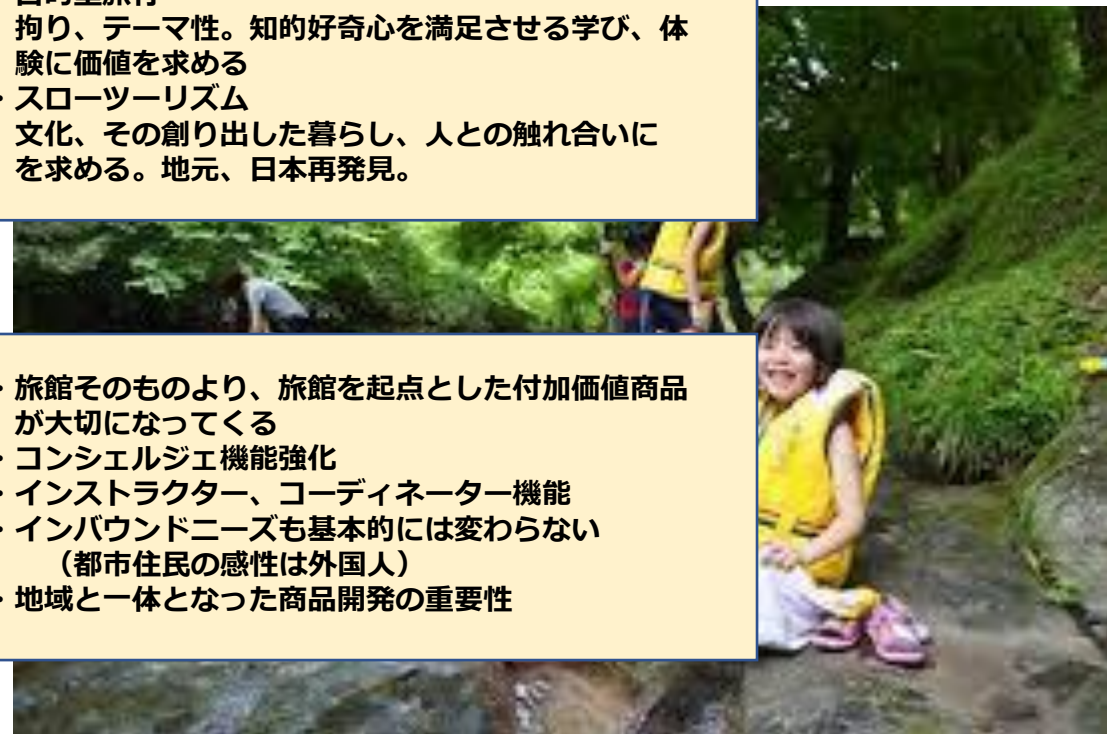 拘り、テーマ性。知的好奇心を満足させる学び、体
験に価値を求める
・スローツーリズム
文化、その創り出した暮らし、人との触れ合いに
を求める。地元、日本再発見。
・旅館そのものより、旅館を起点とした付加価値商品
が大切になってくる
・コンシェルジェ機能強化
・インストラクター、コーディネーター機能
・インバウンドニーズも基本的には変わらない
（都市住民の感性は外国人）
・地域と一体となった商品開発の重要性